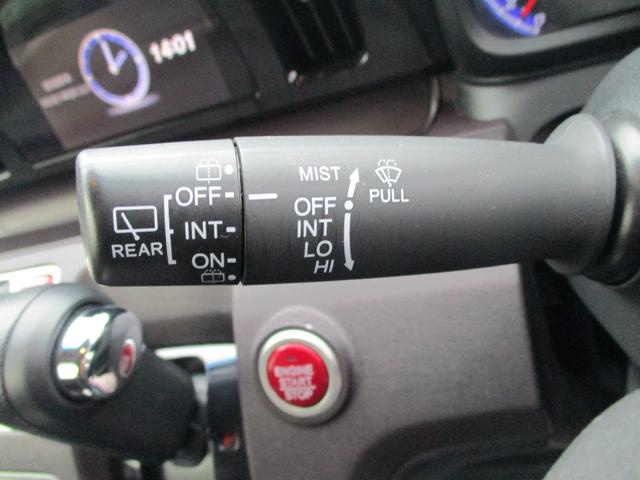 1401
OFF
INT
ON
REAR
MIST
OFF
INT
LO
HI
PULL
ENGINE
START
STOP